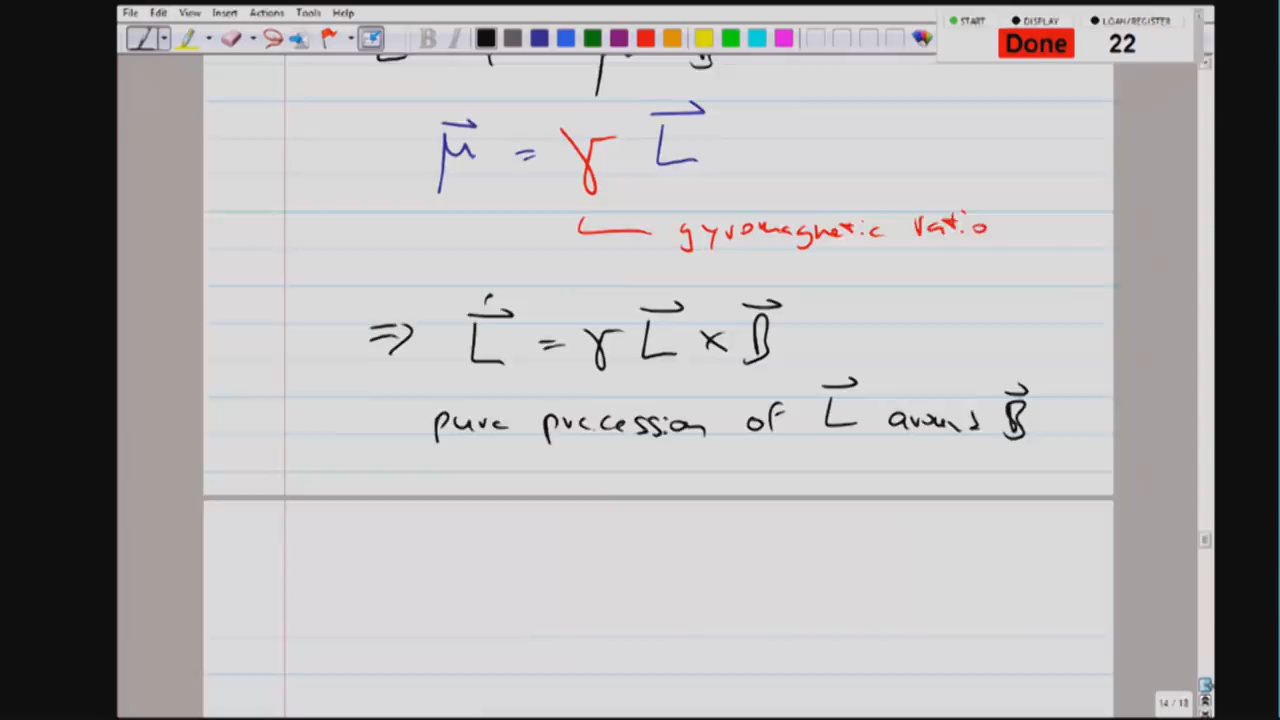 File Edit View Insert Actions Tools Help
START DISPLAY LOAN/REGISTER
Done 22
B I
μ⃗ = γ L⃗
gyromagnetic ratio
⇒ L⃗̇ = γ L⃗ × B⃗
pure precession of L⃗ around B⃗
14 / 18